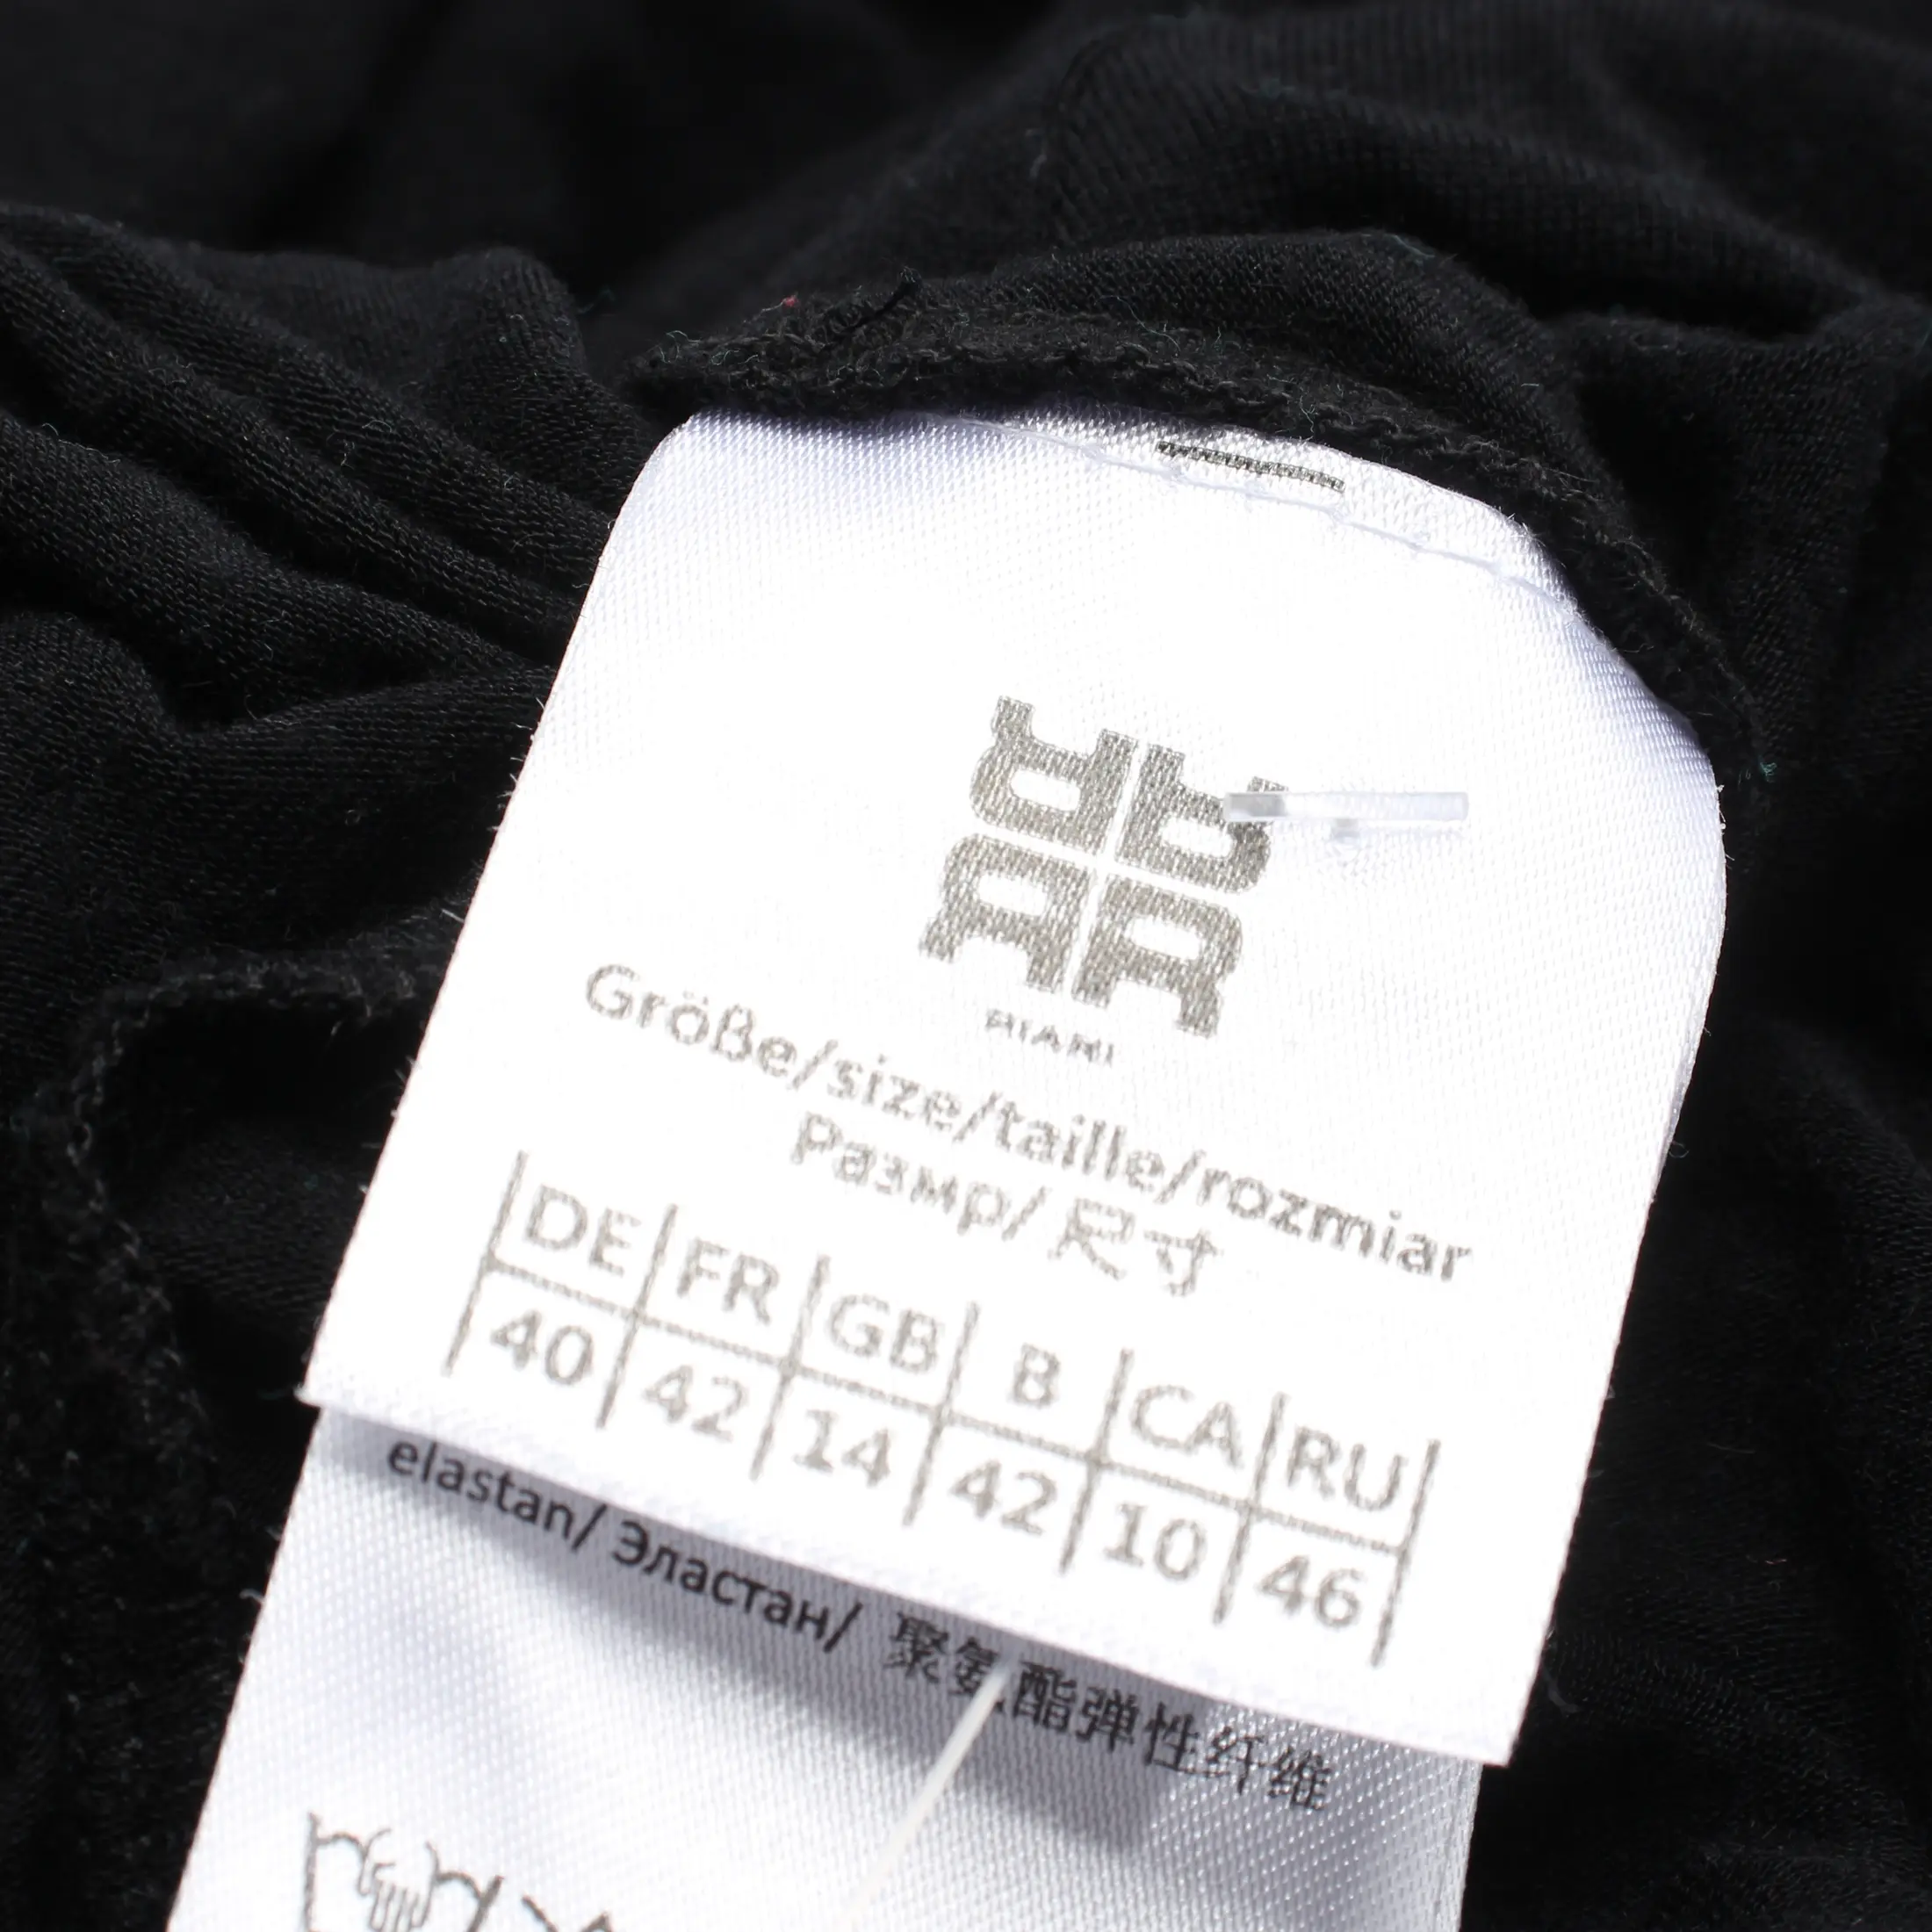 RIANI
Größe/size/taille/rozmiar
Размр/ 尺寸
DE FR GB B CA RU
40 42 14 42 10 46
elastan/ Эластан/ 聚氨酯弹性纤维